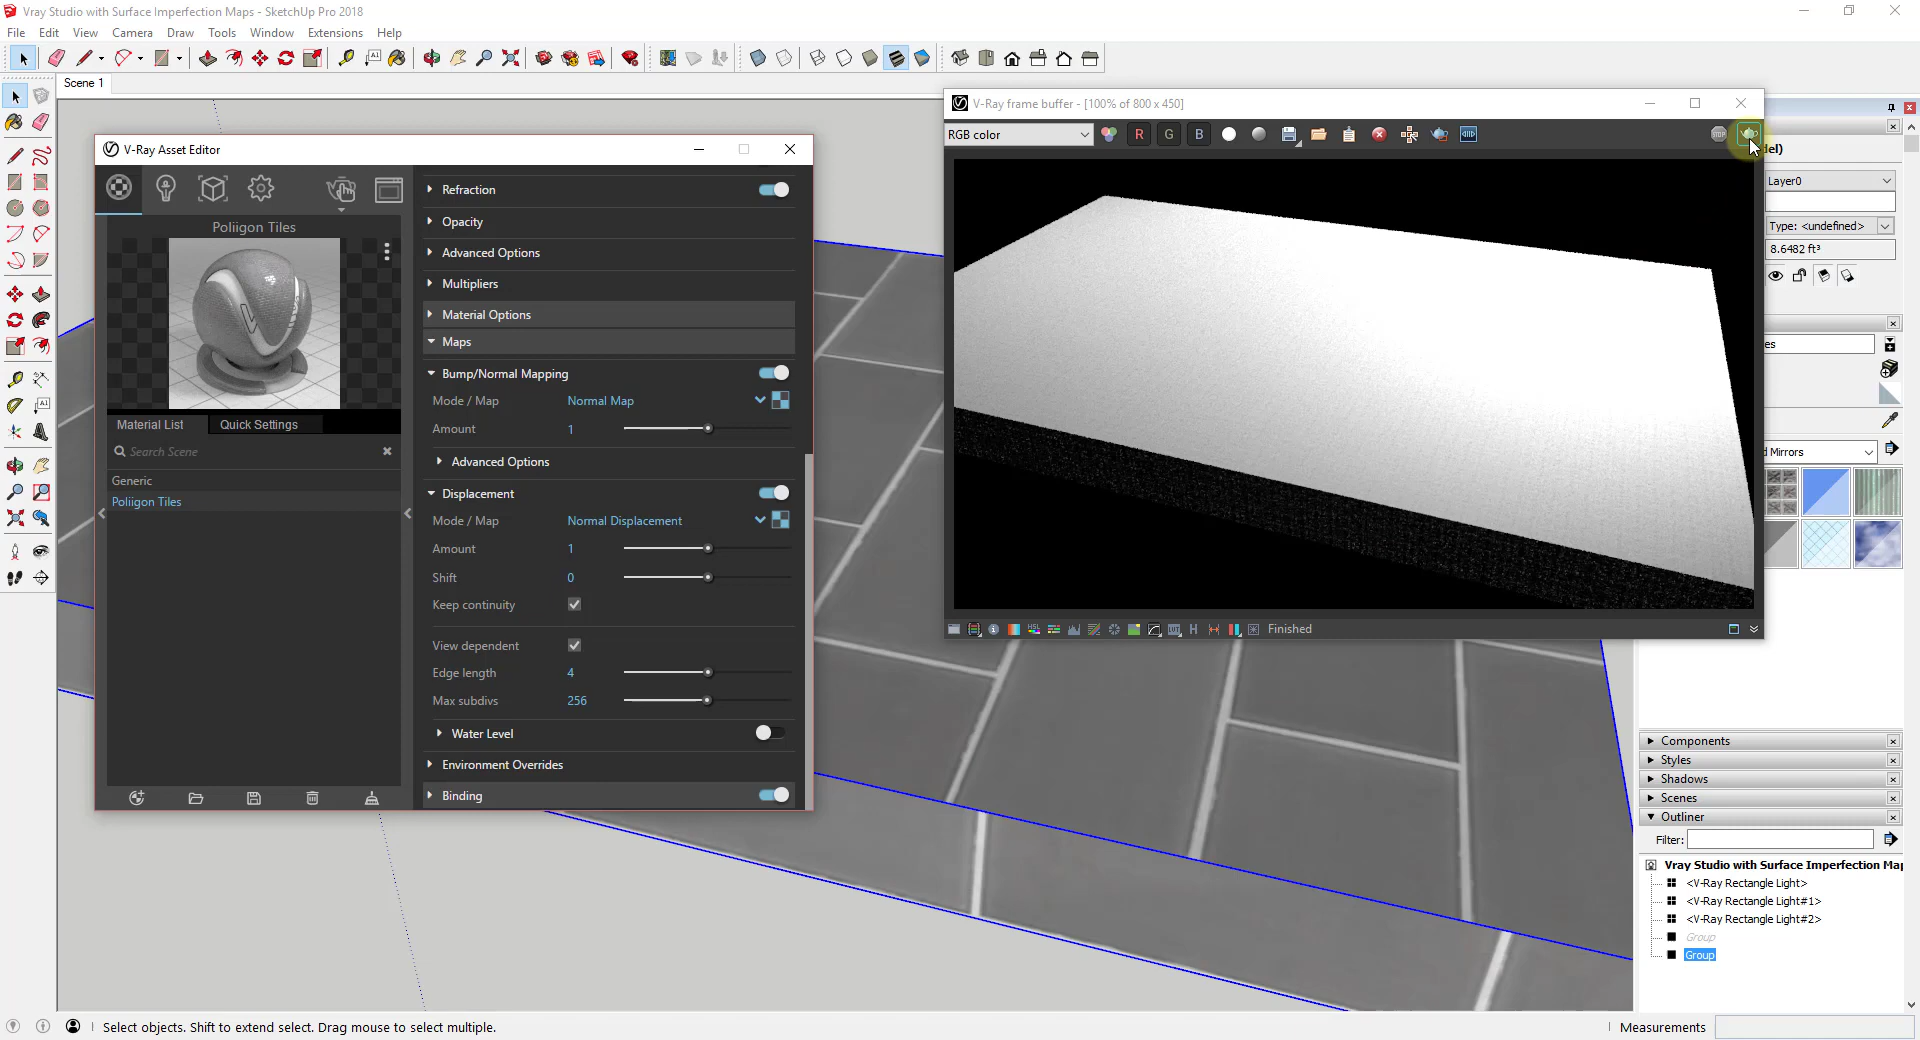 Vray Studio with Surface Imperfection Maps - SketchUp Pro 2018
File Edit View Camera Draw Tools Window Extensions Help
Scene 1
V-Ray frame buffer - [100% of 800 x 450]
RGB color
R G B
STOP
del)
Layer0
Type: <undefined>
8.6482 ft³
V-Ray Asset Editor
Poliigon Tiles
Material List
Quick Settings
Search Scene
Generic
Poliigon Tiles
Refraction
Opacity
Advanced Options
Multipliers
Material Options
Maps
Bump/Normal Mapping
Mode / Map Normal Map
Amount 1
Advanced Options
Displacement
Mode / Map Normal Displacement
Amount 1
Shift 0
Keep continuity
View dependent
Edge length 4
Max subdivs 256
Water Level
Environment Overrides
Binding
HSL
LUT
H
Finished
es
d Mirrors
Components
Styles
Shadows
Scenes
Outliner
Filter:
Vray Studio with Surface Imperfection Map
<V-Ray Rectangle Light>
<V-Ray Rectangle Light#1>
<V-Ray Rectangle Light#2>
Group
Group
Select objects. Shift to extend select. Drag mouse to select multiple.
Measurements